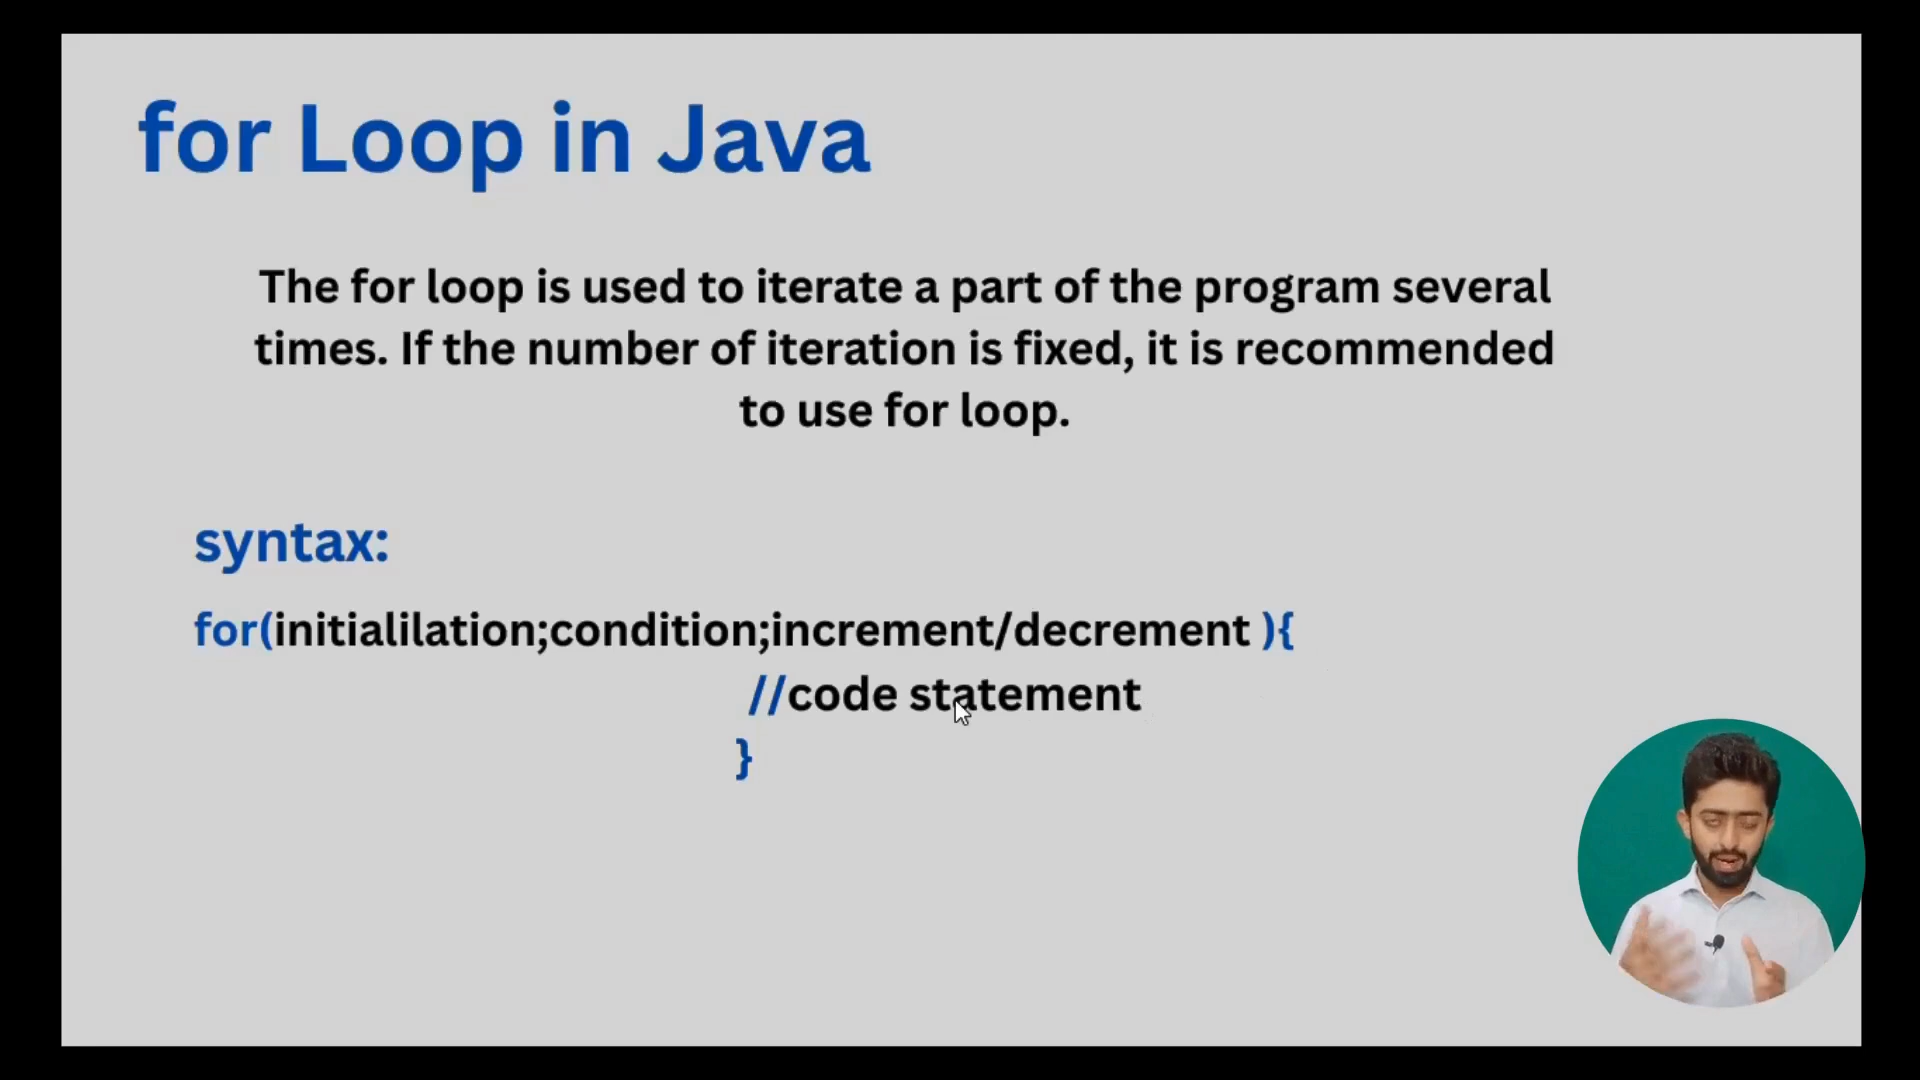 for Loop in Java
The for loop is used to iterate a part of the program several
times. If the number of iteration is fixed, it is recommended
to use for loop.
syntax:
for(initialilation;condition;increment/decrement ){
//code statement
}